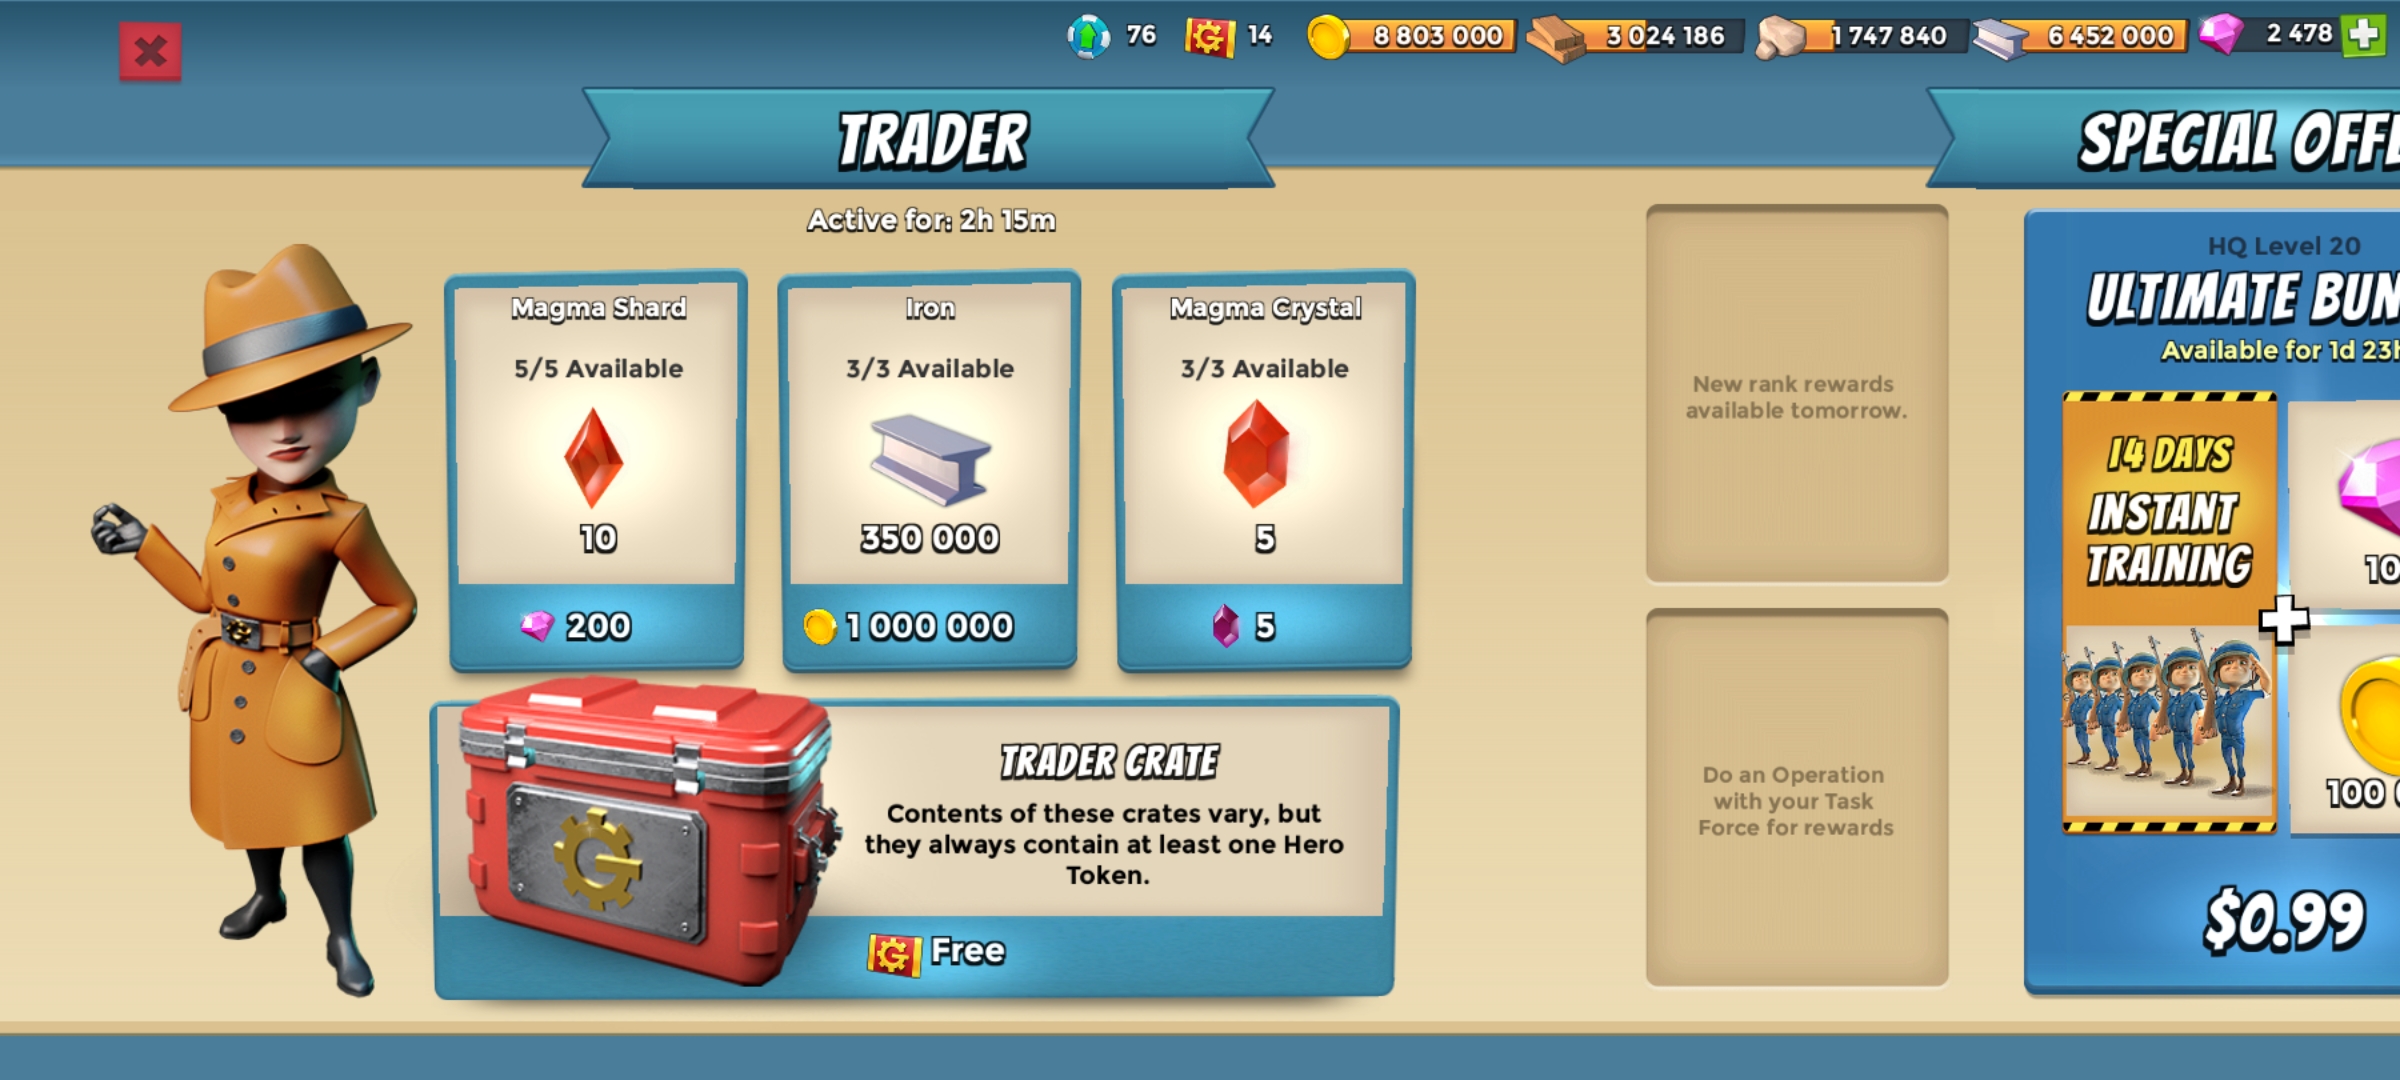 76
14
8 803 000
3 024 186
1 747 840
6 452 000
2 478
TRADER
SPECIAL
Active for: 2h 15m
Magma Shard
5/5 Available
10
200
Iron
3/3 Available
350 000
1 000 000
Magma Crystal
3/3 Available
5
5
TRADER CRATE
Contents of these crates vary, but
they always contain at least one Hero
Token.
Free
New rank rewards
available tomorrow.
Do an Operation
with your Task
Force for rewards
HQ Level 20
ULTIMATE
Available for 1d
14 DAYS
INSTANT
TRAINING
$0.99